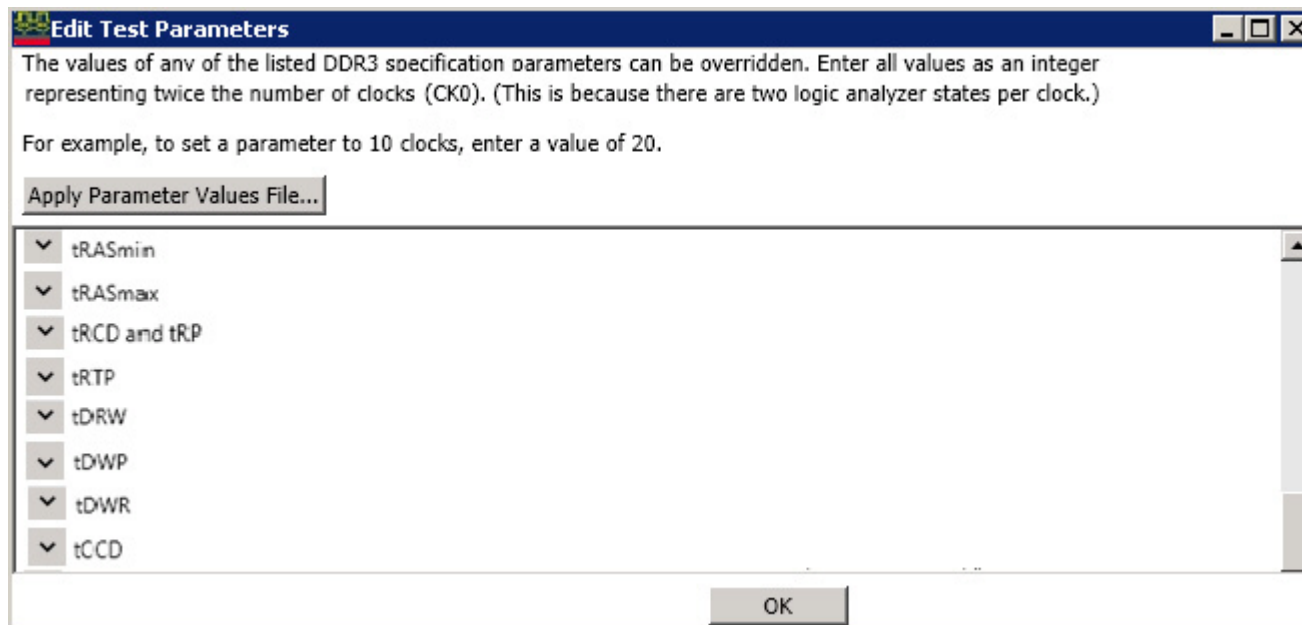 Edit Test Parameters
The values of any of the listed DDR3 specification parameters can be overridden. Enter all values as an integer
representing twice the number of clocks (CK0). (This is because there are two logic analyzer states per clock.)
For example, to set a parameter to 10 clocks, enter a value of 20.
Apply Parameter Values File...
tRASmin
tRASmax
tRCD and tRP
tRTP
tDRW
tDWP
tDWR
tCCD
OK